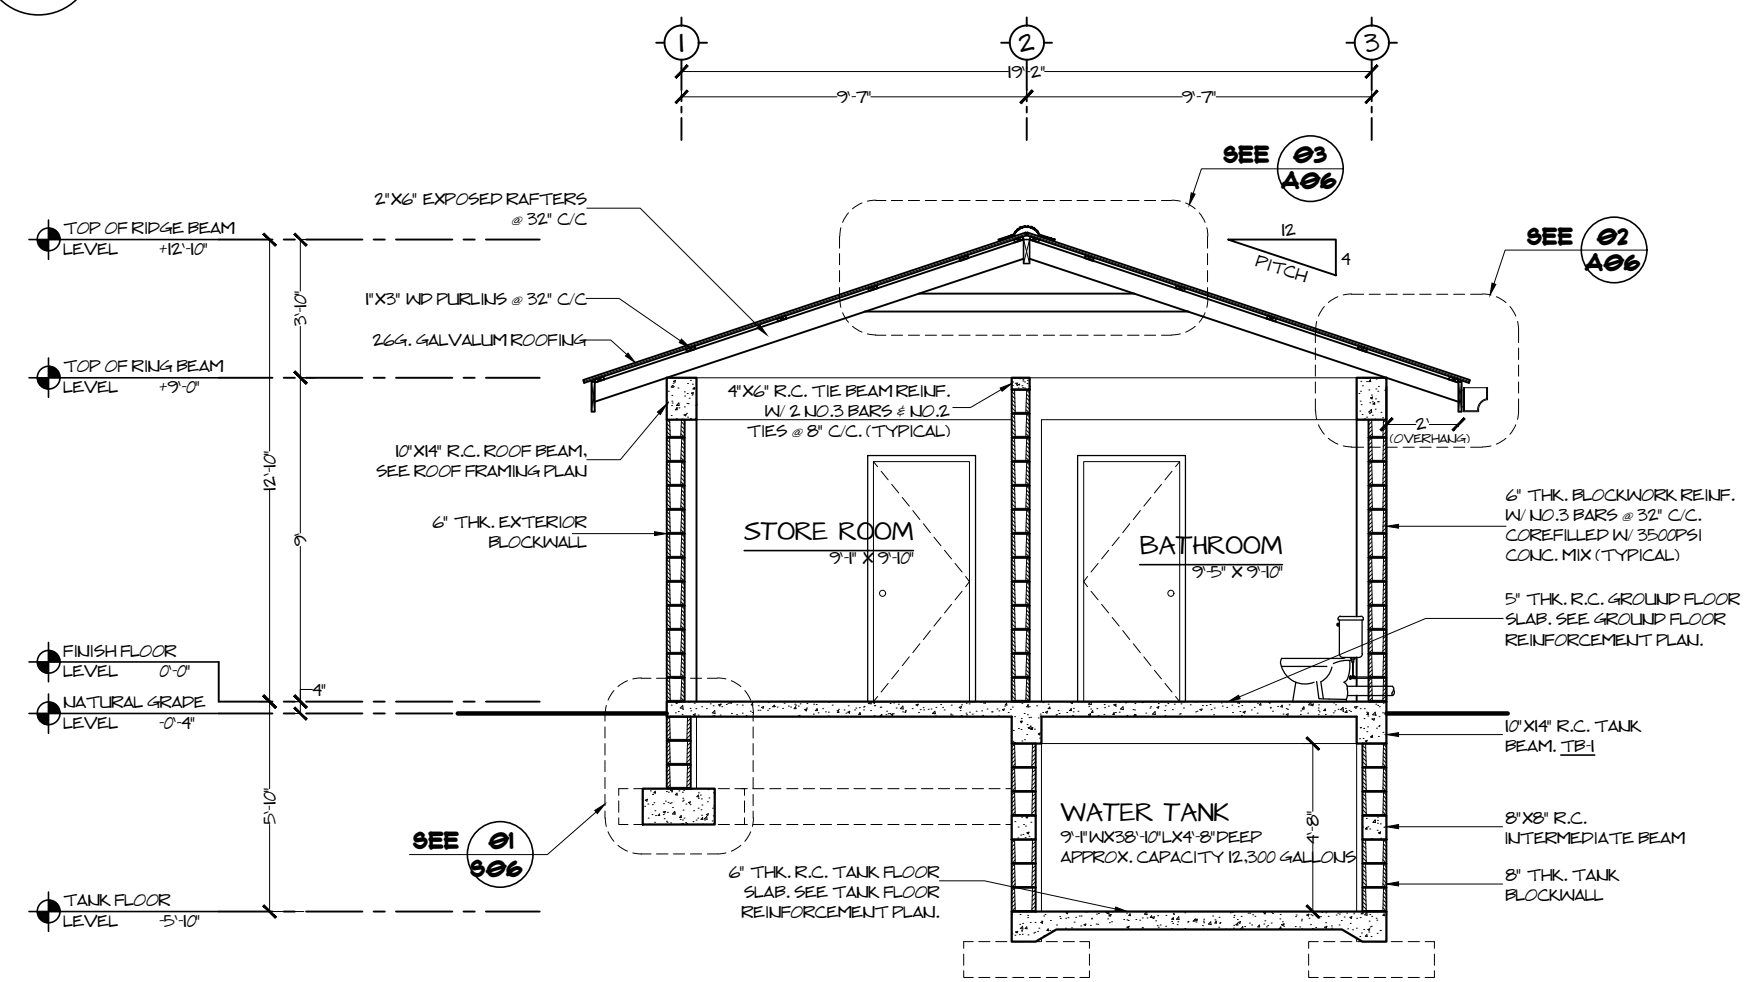 1
2
3
19'-2"
9'-7"
9'-7"
SEE 03
A06
2"X6" EXPOSED RAFTERS
@ 32" C/C
TOP OF RIDGE BEAM
LEVEL +12'-10"
12
4
PITCH
SEE 02
A06
1"X3" WD PURLINS @ 32" C/C
3'-10"
26G. GALVALUM ROOFING
TOP OF RING BEAM
LEVEL +9'-0"
4"X6" R.C. TIE BEAM REINF.
W/ 2 NO.3 BARS & NO.2
TIES @ 8" C/C. (TYPICAL)
2'
(OVERHANG)
10"X14" R.C. ROOF BEAM,
SEE ROOF FRAMING PLAN
12'-10"
9'
6" THK. EXTERIOR
BLOCKWALL
STORE ROOM
9'-1" X 9'-10"
BATHROOM
9'-5" X 9'-10"
6" THK. BLOCKWORK REINF.
W/ NO.3 BARS @ 32" C/C.
COREFILLED W/ 3500PSI
CONC. MIX (TYPICAL)
5" THK. R.C. GROUND FLOOR
SLAB. SEE GROUND FLOOR
REINFORCEMENT PLAN.
FINISH FLOOR
LEVEL 0'-0"
4"
NATURAL GRADE
LEVEL -0'-4"
10"X14" R.C. TANK
BEAM. TB-1
5'-10"
WATER TANK
9'-1"WX38'-10"LX4'-8"DEEP
APPROX. CAPACITY 12,300 GALLONS
4'-8"
8"X8" R.C.
INTERMEDIATE BEAM
SEE 01
S06
6" THK. R.C. TANK FLOOR
SLAB. SEE TANK FLOOR
REINFORCEMENT PLAN.
8" THK. TANK
BLOCKWALL
TANK FLOOR
LEVEL -5'-10"